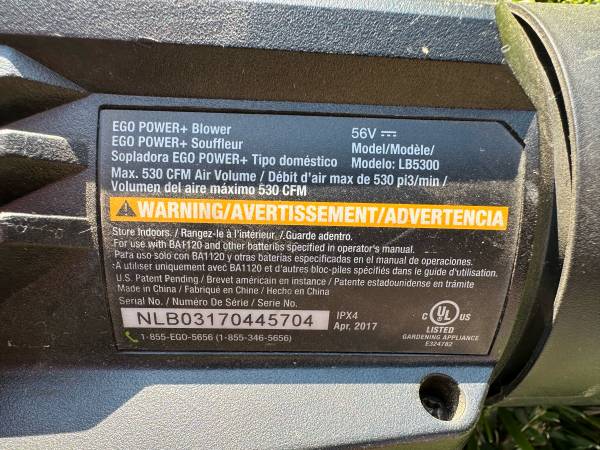 EGO POWER+ Blower
EGO POWER+ Souffleur
Sopladora EGO POWER+ Tipo doméstico
56V ⎓
Model/Modèle/
Modelo: LB5300
Max. 530 CFM Air Volume / Débit d'air max de 530 pi3/min /
Volumen del aire máximo 530 CFM
WARNING/AVERTISSEMENT/ADVERTENCIA
Store Indoors. / Rangez-le à l'intérieur. / Guarde adentro.
For use with BA1120 and other batteries specified in operator's manual.
Para uso sólo con BA1120 y otras baterías especificadas en el manual de operaciones.
À utiliser uniquement avec BA1120 et d'autres bloc-piles spécifiés dans le guide d'utilisation.
U.S. Patent Pending / Brevet américain en instance / Patente estadounidense en trámite
Made in China / Fabriqué en Chine / Hecho en China
Serial No. / Numéro De Série / Serie No.
NLB03170445704
1-855-EGO-5656 (1-855-346-5656)
IPX4
Apr. 2017
C UL US
LISTED
GARDENING APPLIANCE
E324782